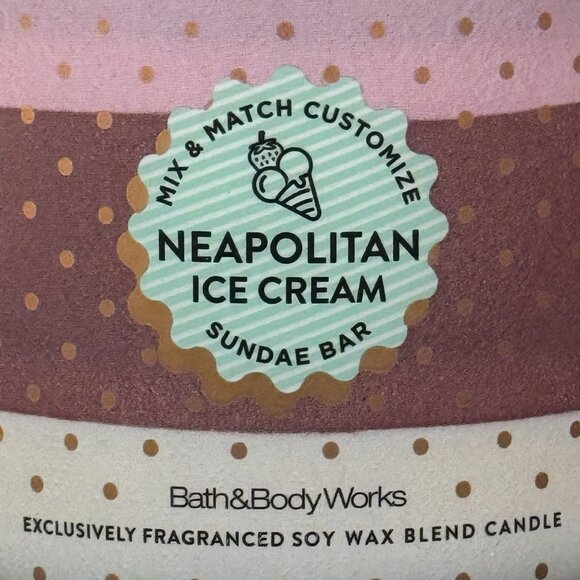 MIX & MATCH CUSTOMIZE
NEAPOLITAN
ICE CREAM
SUNDAE BAR
Bath&BodyWorks
EXCLUSIVELY FRAGRANCED SOY WAX BLEND CANDLE